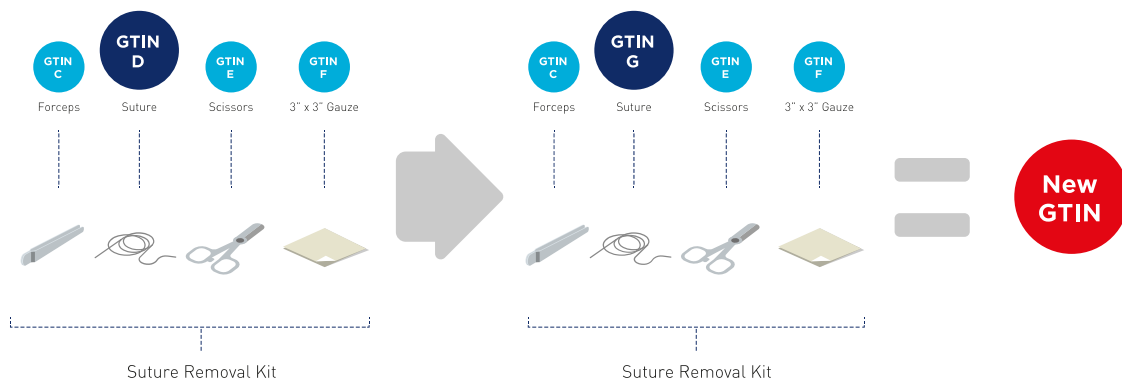 GTIN
C
GTIN
D
GTIN
E
GTIN
F
Forceps
Suture
Scissors
3" x 3" Gauze
Suture Removal Kit
GTIN
C
GTIN
G
GTIN
E
GTIN
F
Forceps
Suture
Scissors
3" x 3" Gauze
Suture Removal Kit
New
GTIN